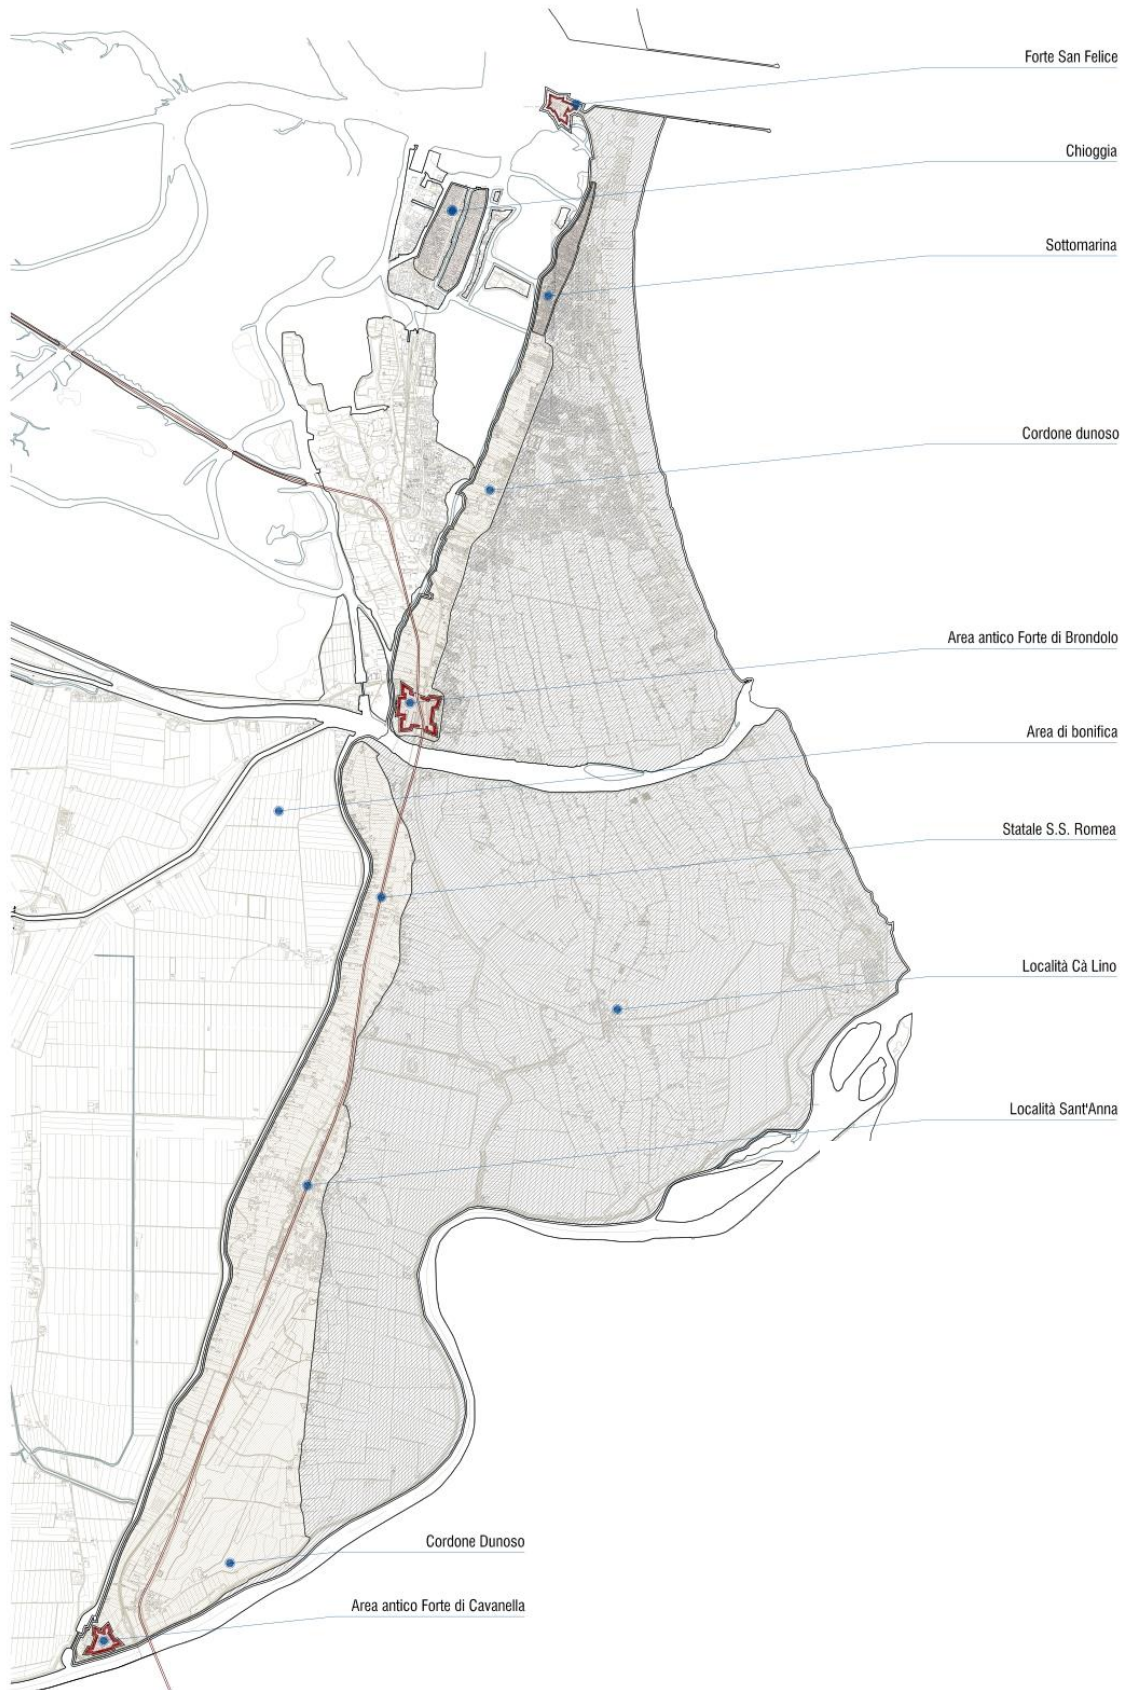 Forte San Felice
Chioggia
Sottomarina
Cordone dunoso
Area antico Forte di Brondolo
Area di bonifica
Statale S.S. Romea
Località Cà Lino
Località Sant'Anna
Cordone Dunoso
Area antico Forte di Cavanella